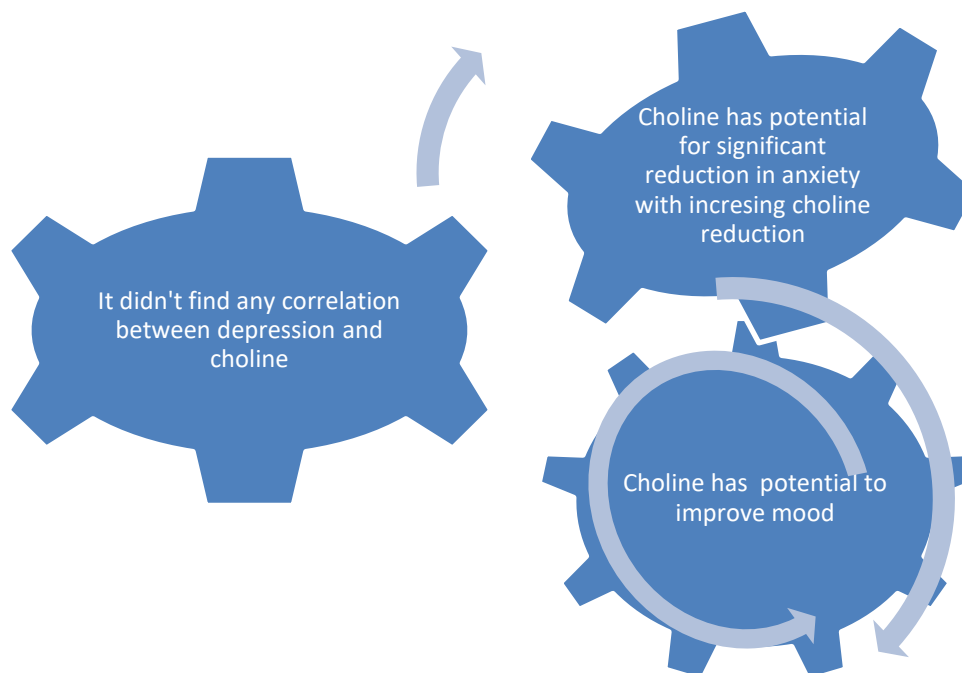 Choline has potential
for significant
reduction in anxiety
with incresing choline
reduction
It didn't find any correlation
between depression and
choline
Choline has  potential to
improve mood